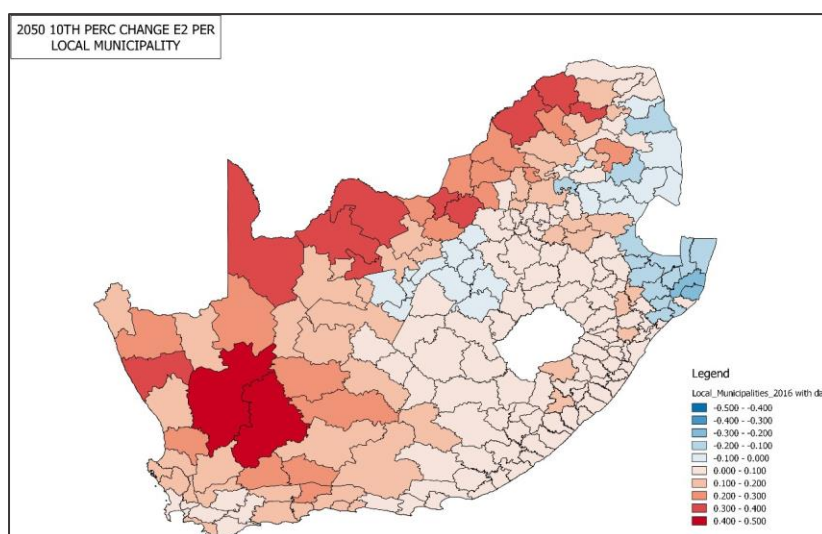 2050 10TH PERC CHANGE E2 PER
LOCAL MUNICIPALITY
Legend
Local_Municipalities_2016 with da
-0.500 - -0.400
-0.400 - -0.300
-0.300 - -0.200
-0.200 - -0.100
-0.100 - 0.000
0.000 - 0.100
0.100 - 0.200
0.200 - 0.300
0.300 - 0.400
0.400 - 0.500